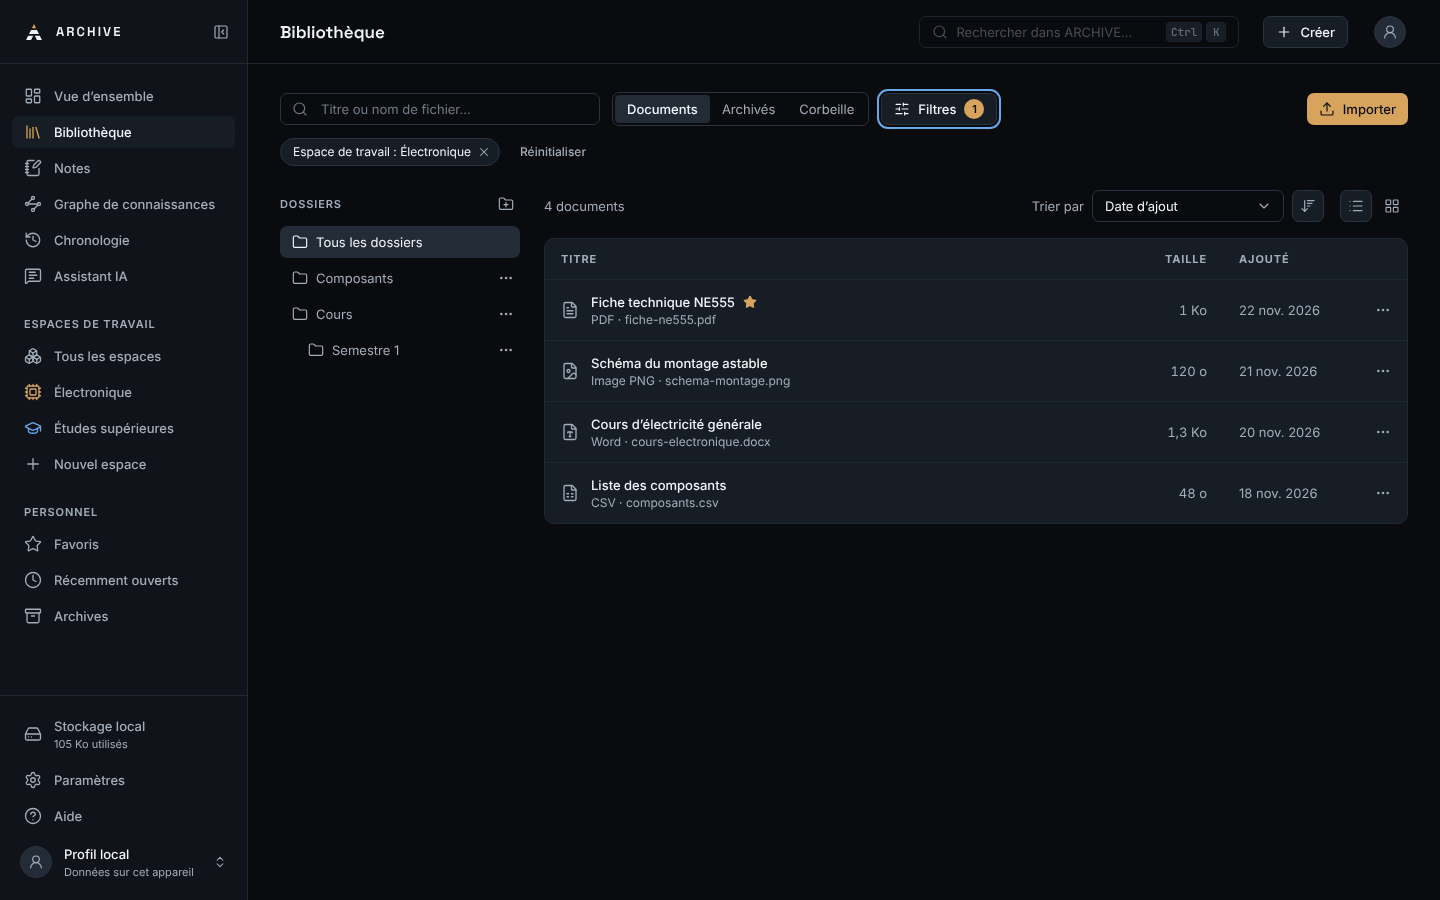 ARCHIVE
Bibliothèque
Rechercher dans ARCHIVE...
Ctrl K
Créer
Vue d’ensemble
Bibliothèque
Notes
Graphe de connaissances
Chronologie
Assistant IA
ESPACES DE TRAVAIL
Tous les espaces
Électronique
Études supérieures
Nouvel espace
PERSONNEL
Favoris
Récemment ouverts
Archives
Stockage local
105 Ko utilisés
Paramètres
Aide
Profil local
Données sur cet appareil
Titre ou nom de fichier...
Documents Archivés Corbeille
Filtres 1
Importer
Espace de travail : Électronique
Réinitialiser
DOSSIERS
Tous les dossiers
Composants
Cours
Semestre 1
4 documents
Trier par Date d’ajout
TITRE TAILLE AJOUTÉ
Fiche technique NE555
PDF · fiche-ne555.pdf
1 Ko 22 nov. 2026
Schéma du montage astable
Image PNG · schema-montage.png
120 o 21 nov. 2026
Cours d’électricité générale
Word · cours-electronique.docx
1,3 Ko 20 nov. 2026
Liste des composants
CSV · composants.csv
48 o 18 nov. 2026